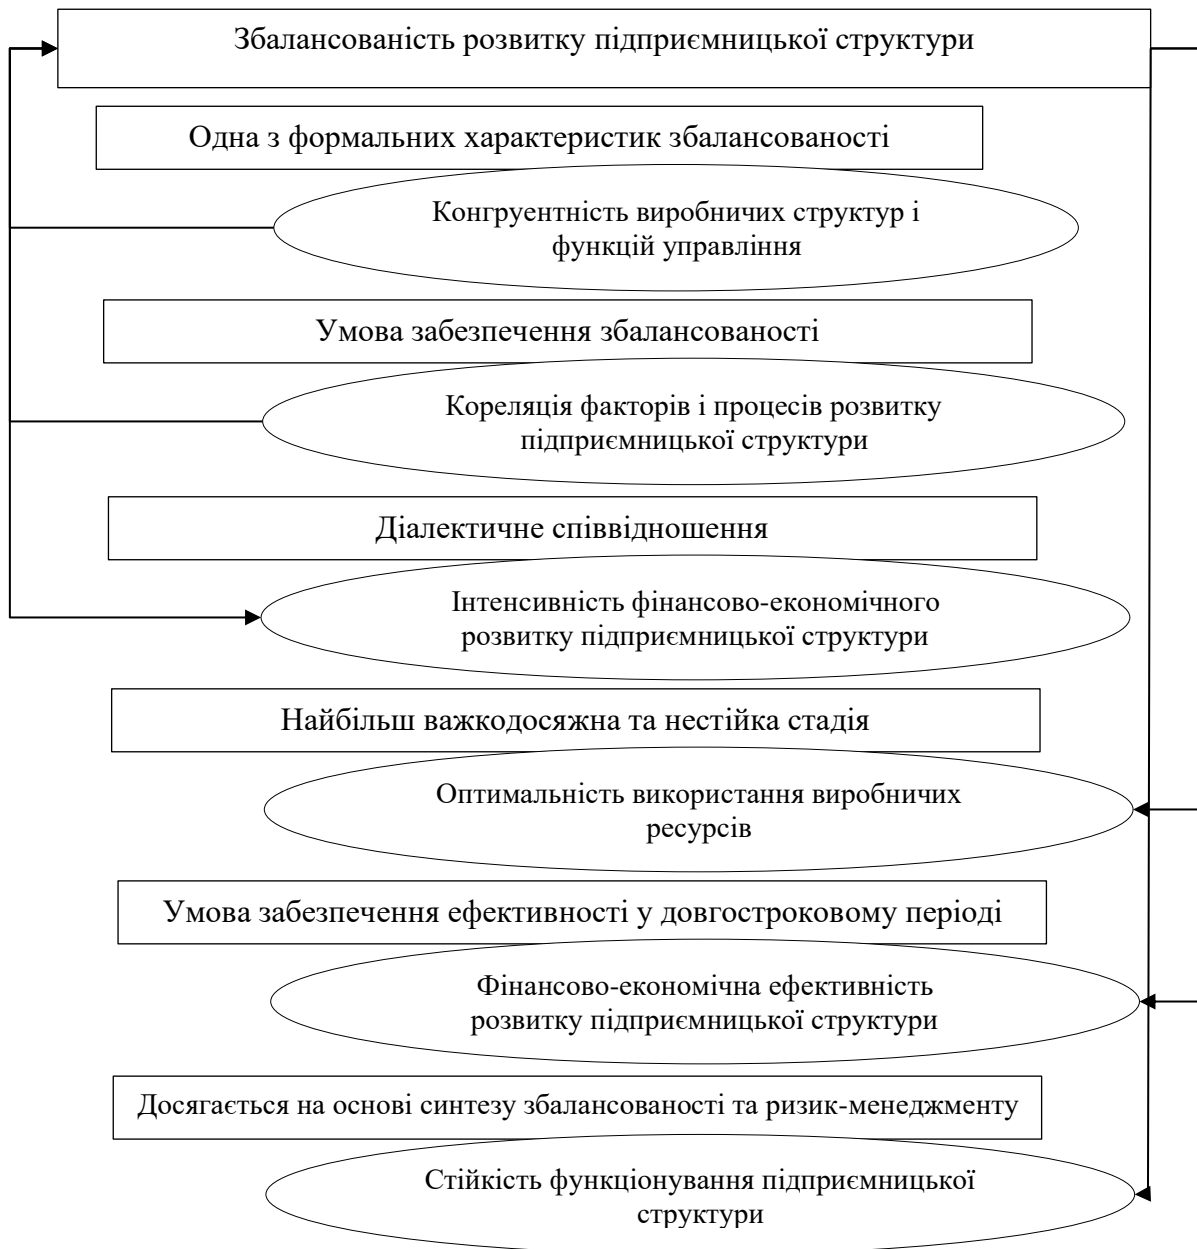 Збалансованість розвитку підприємницької структури
Одна з формальних характеристик збалансованості
Конгруентність виробничих структур і
функцій управління
Умова забезпечення збалансованості
Кореляція факторів і процесів розвитку
підприємницької структури
Діалектичне співвідношення
Інтенсивність фінансово-економічного
розвитку підприємницької структури
Найбільш важкодосяжна та нестійка стадія
Оптимальність використання виробничих
ресурсів
Умова забезпечення ефективності у довгостроковому періоді
Фінансово-економічна ефективність
розвитку підприємницької структури
Досягається на основі синтезу збалансованості та ризик-менеджменту
Стійкість функціонування підприємницької
структури